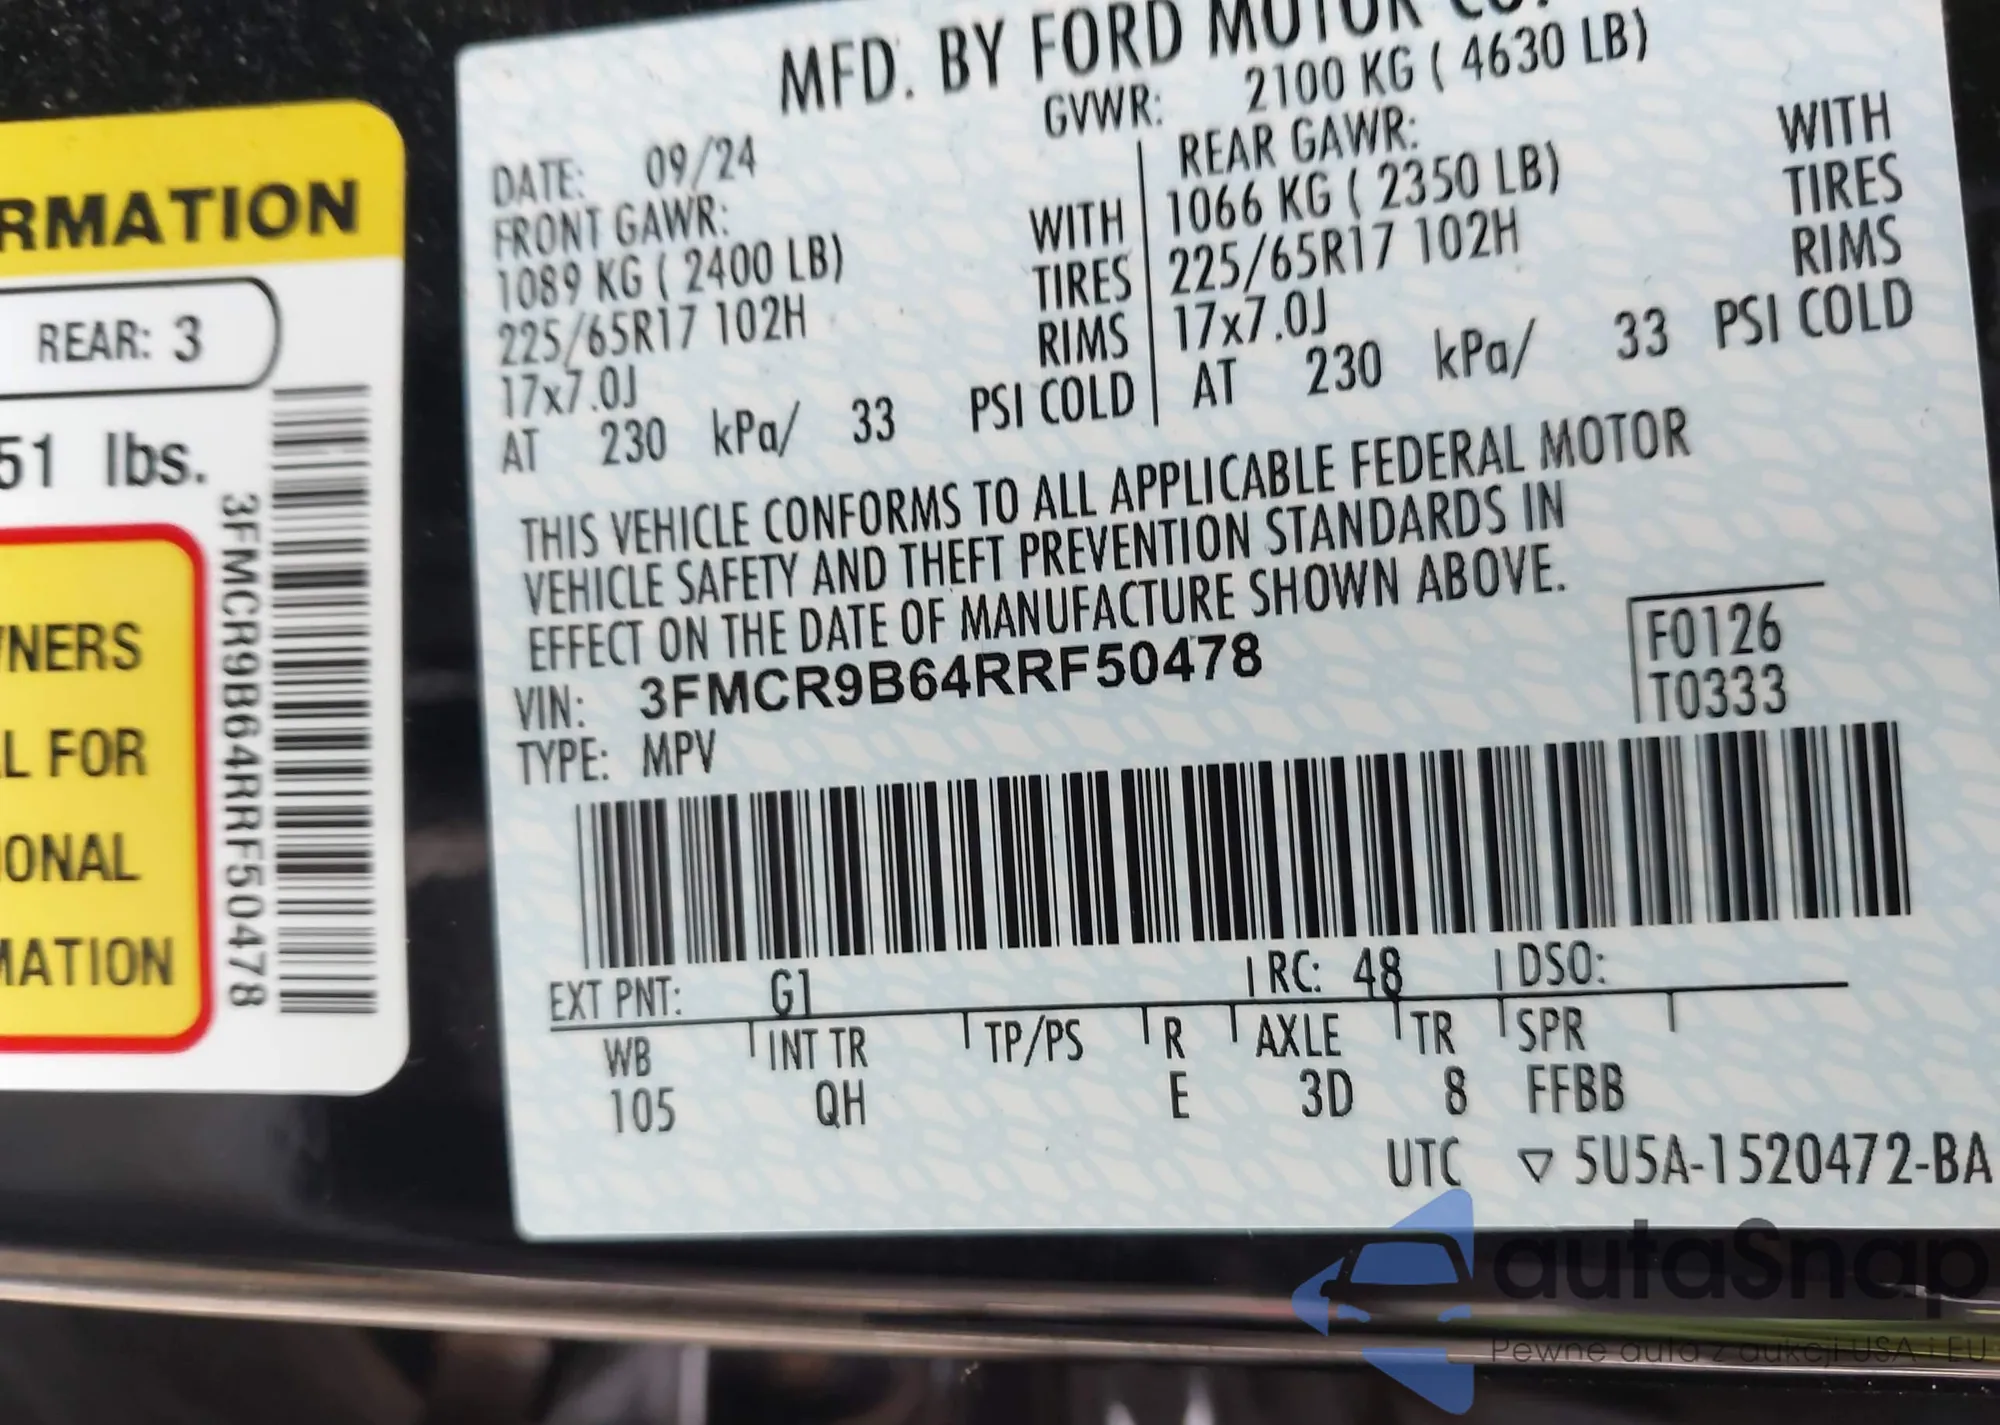 RMATION
REAR: 3
51 lbs.
NERS
L FOR
ONAL
MATION
3FMCR9B64RRF50478
MFD. BY FORD MOTOR CO.
GVWR: 2100 KG ( 4630 LB)
DATE: 09/24
FRONT GAWR:
1089 KG ( 2400 LB) WITH
225/65R17 102H TIRES
17x7.0J RIMS
AT 230 kPa/ 33 PSI COLD
REAR GAWR:
1066 KG ( 2350 LB) WITH
225/65R17 102H TIRES
17x7.0J RIMS
AT 230 kPa/ 33 PSI COLD
THIS VEHICLE CONFORMS TO ALL APPLICABLE FEDERAL MOTOR
VEHICLE SAFETY AND THEFT PREVENTION STANDARDS IN
EFFECT ON THE DATE OF MANUFACTURE SHOWN ABOVE.
VIN: 3FMCR9B64RRF50478
TYPE: MPV
F0126
T0333
EXT PNT: G1 RC: 48 DSO:
WB INT TR TP/PS R AXLE TR SPR
105 QH E 3D 8 FFBB
UTC ▽ 5U5A-1520472-BA
autaSnap
Pewne auta z aukcji USA i EU